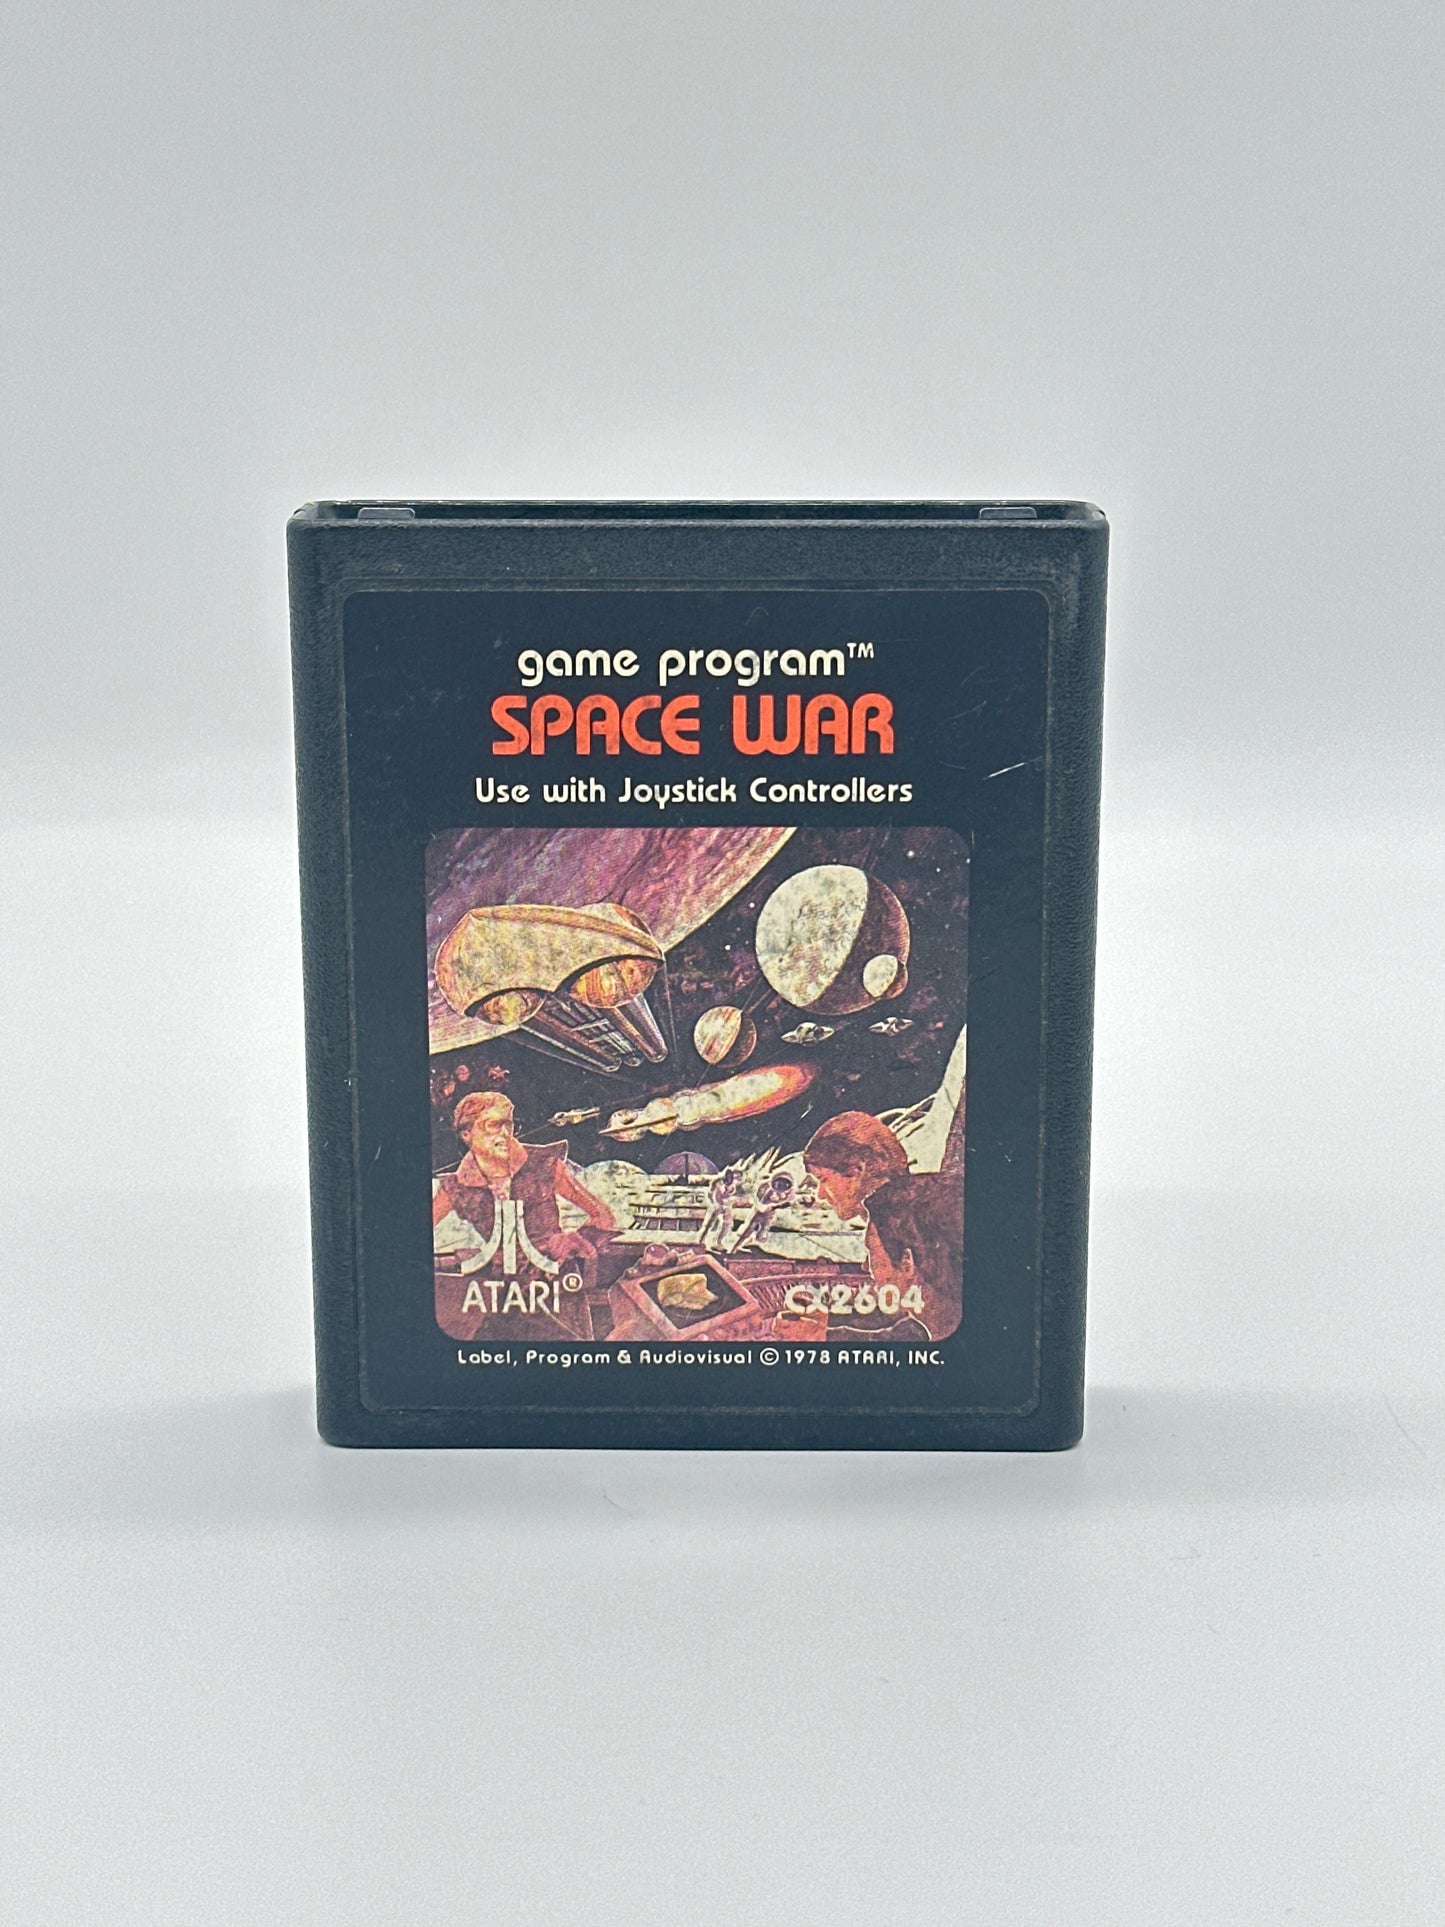 game program™
SPACE WAR
Use with Joystick Controllers
ATARI®
CX2604
Label, Program & Audiovisual © 1978 ATARI, INC.